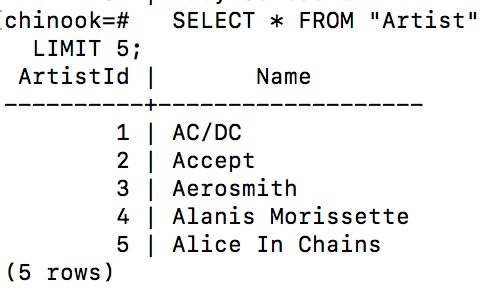 chinook=#   SELECT * FROM "Artist"
  LIMIT 5;
 ArtistId |       Name
----------+-------------------
        1 | AC/DC
        2 | Accept
        3 | Aerosmith
        4 | Alanis Morissette
        5 | Alice In Chains
(5 rows)